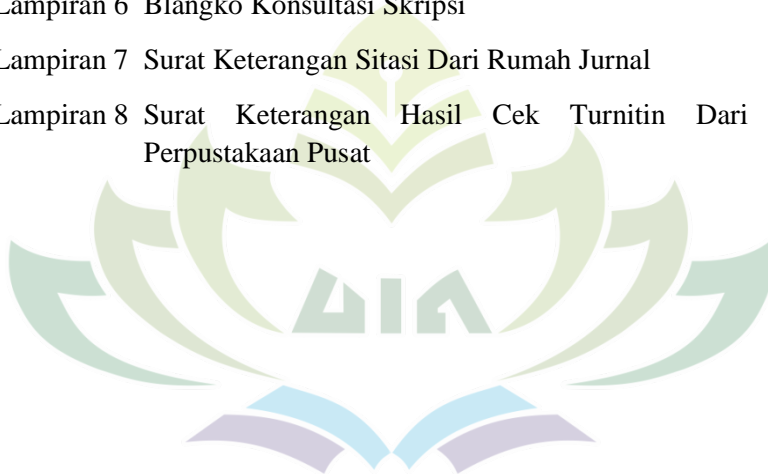 Lampiran 6 Blangko Konsultasi Skripsi
Lampiran 7 Surat Keterangan Sitasi Dari Rumah Jurnal
Lampiran 8 Surat Keterangan Hasil Cek Turnitin Dari
Perpustakaan Pusat
UIN